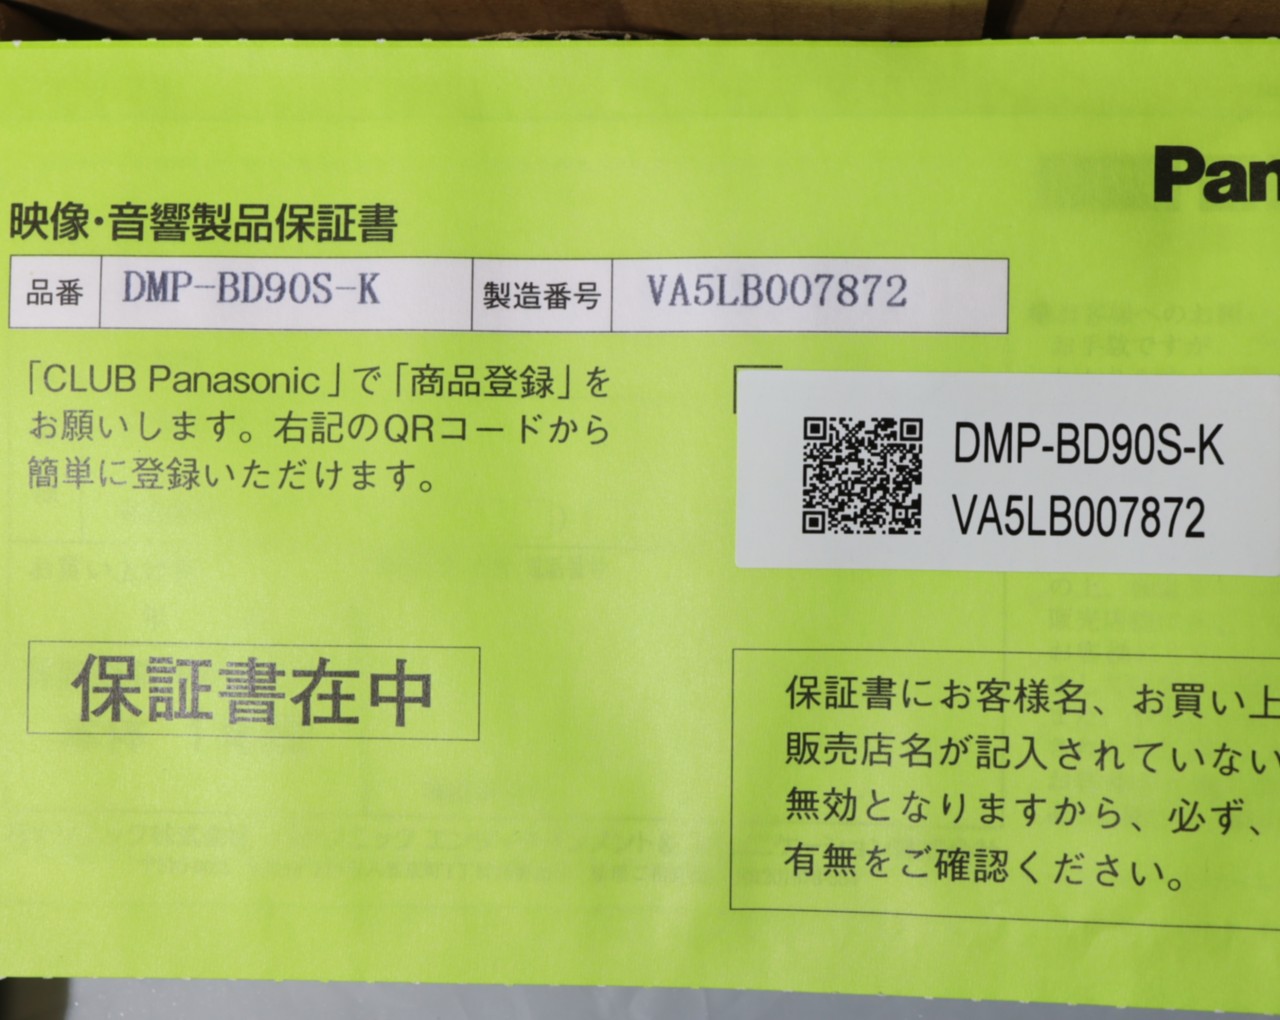 Pan
映像・音響製品保証書
品番 DMP-BD90S-K 製造番号 VA5LB007872
「CLUB Panasonic」で「商品登録」を
お願いします。右記のQRコードから
簡単に登録いただけます。
DMP-BD90S-K
VA5LB007872
保証書在中
保証書にお客様名、お買い上
販売店名が記入されていない
無効となりますから、必ず、
有無をご確認ください。